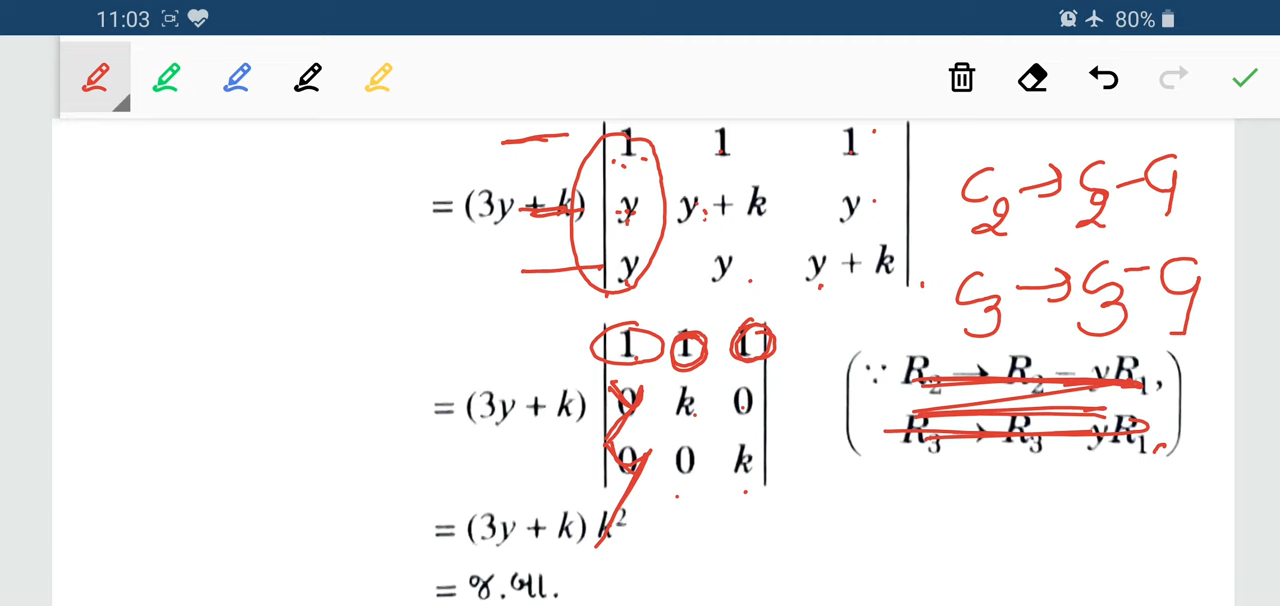 11:03 80%
1 1 1
= (3y + k) y y + k y
y y y + k
C2 → C2 - C1
C3 → C3 - C1
1 1 1
= (3y + k) 0 k 0
0 0 k
(∵ R₂ → R₂ − yR₁,
R₃ → R₃ yR₁)
= (3y + k) k²
= જ.બા.